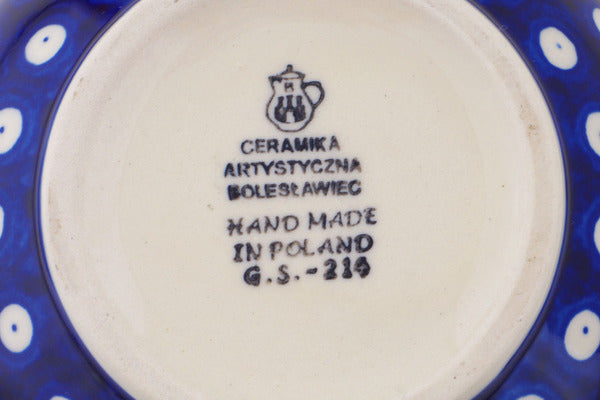 CERAMIKA
ARTYSTYCZNA
BOLESŁAWIEC
HAND MADE
IN POLAND
G.S.-214